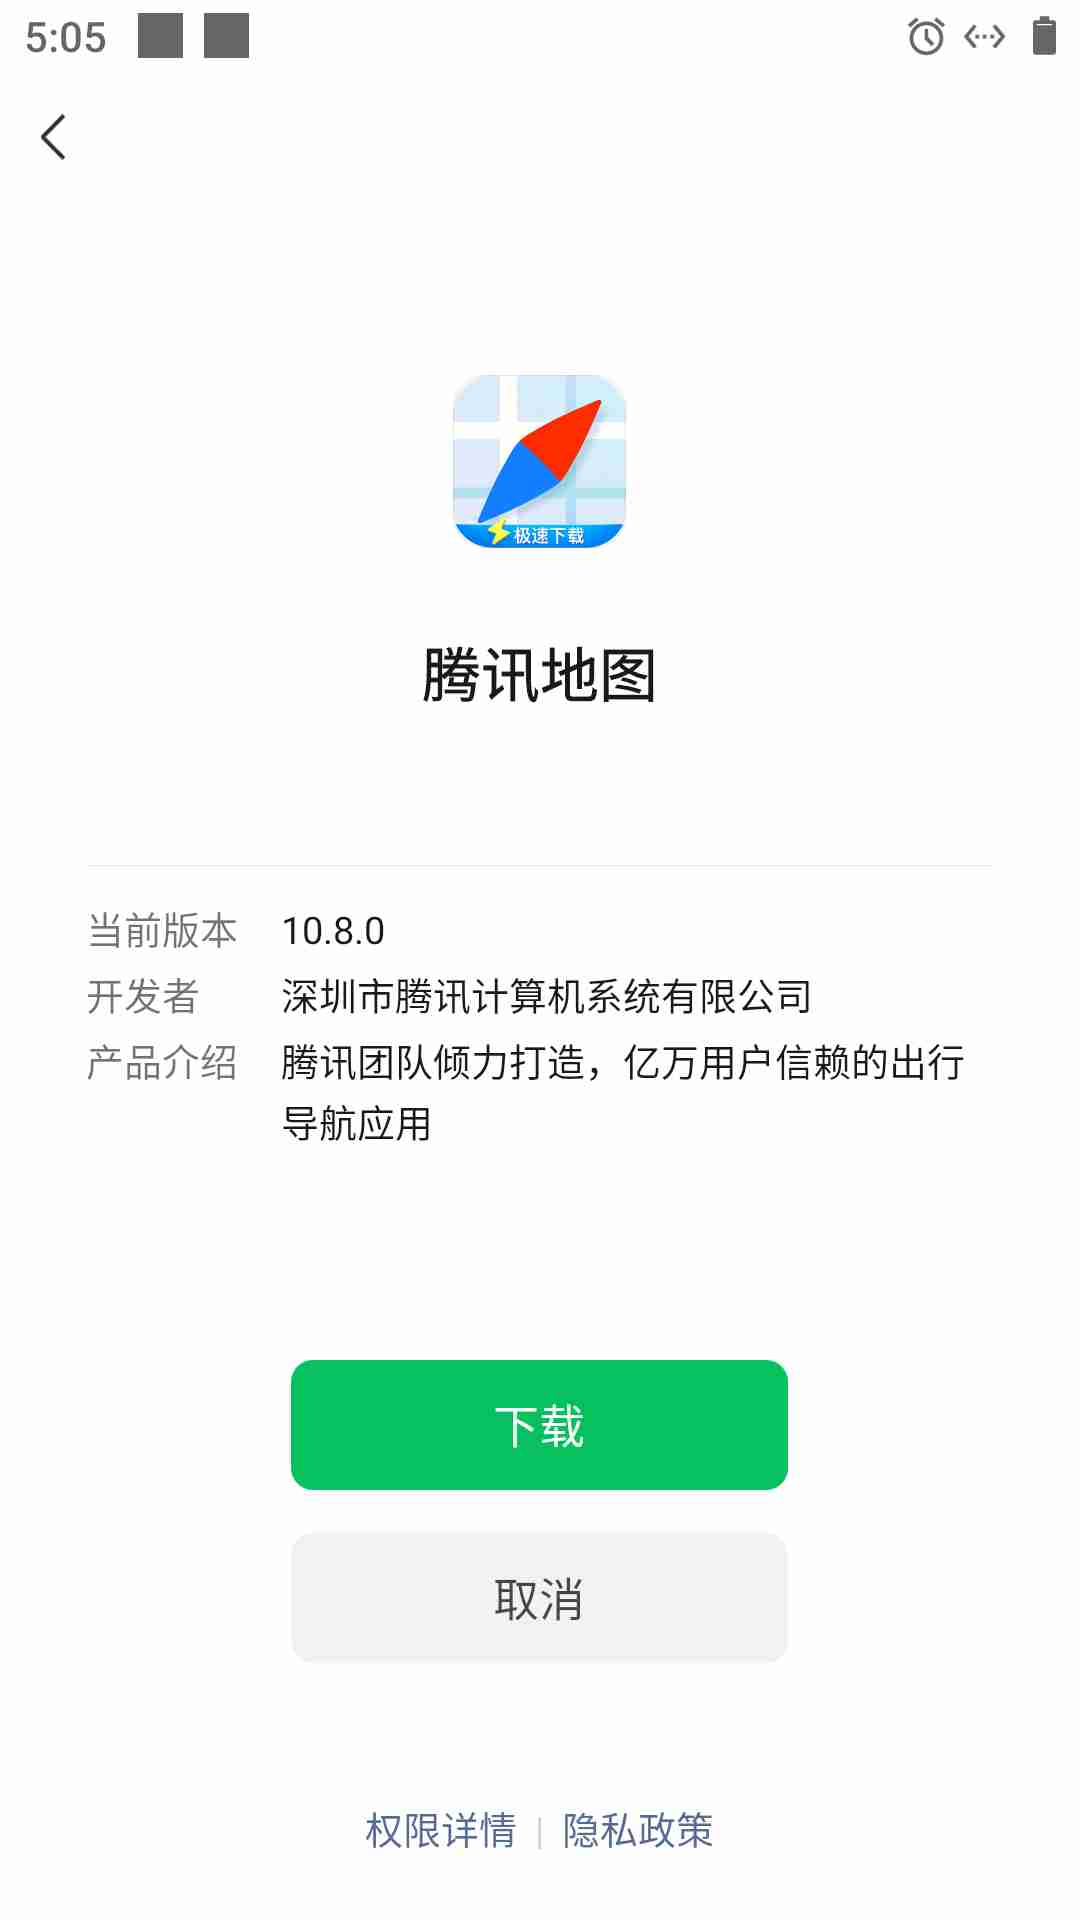 5:05
极速下载
腾讯地图
当前版本 10.8.0
开发者 深圳市腾讯计算机系统有限公司
产品介绍 腾讯团队倾力打造，亿万用户信赖的出行
导航应用
下载
取消
权限详情 | 隐私政策